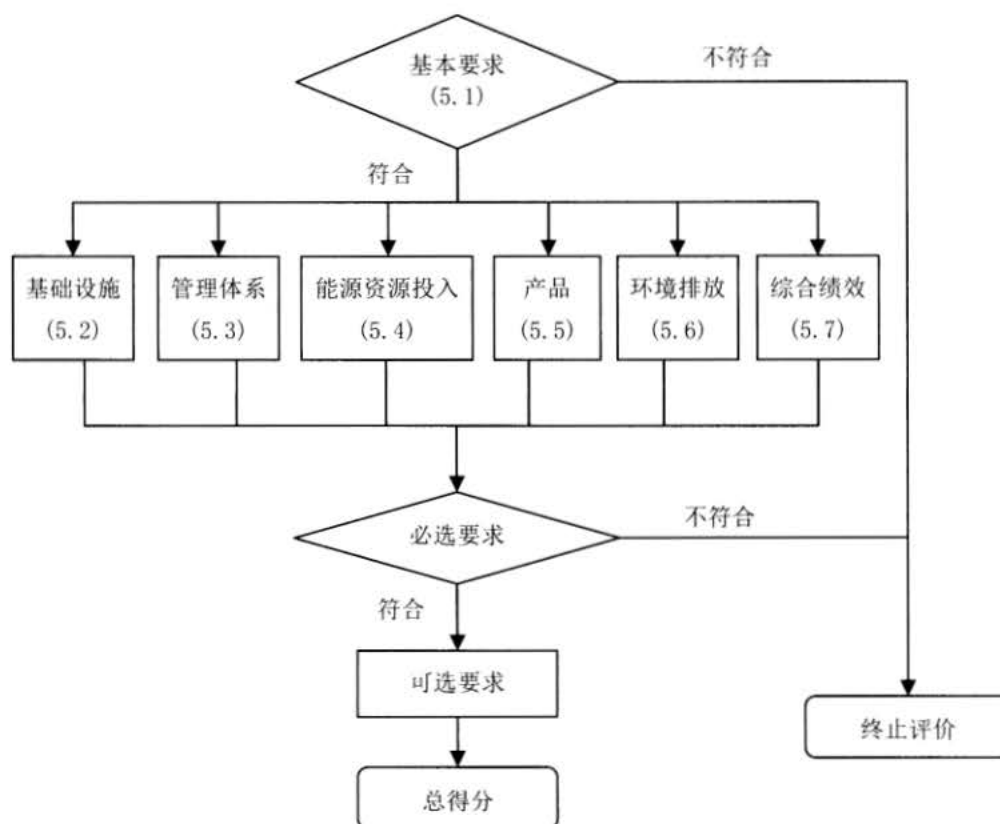 基本要求
(5.1)
不符合
符合
基础设施
(5.2)
管理体系
(5.3)
能源资源投入
(5.4)
产品
(5.5)
环境排放
(5.6)
综合绩效
(5.7)
必选要求
不符合
符合
可选要求
终止评价
总得分